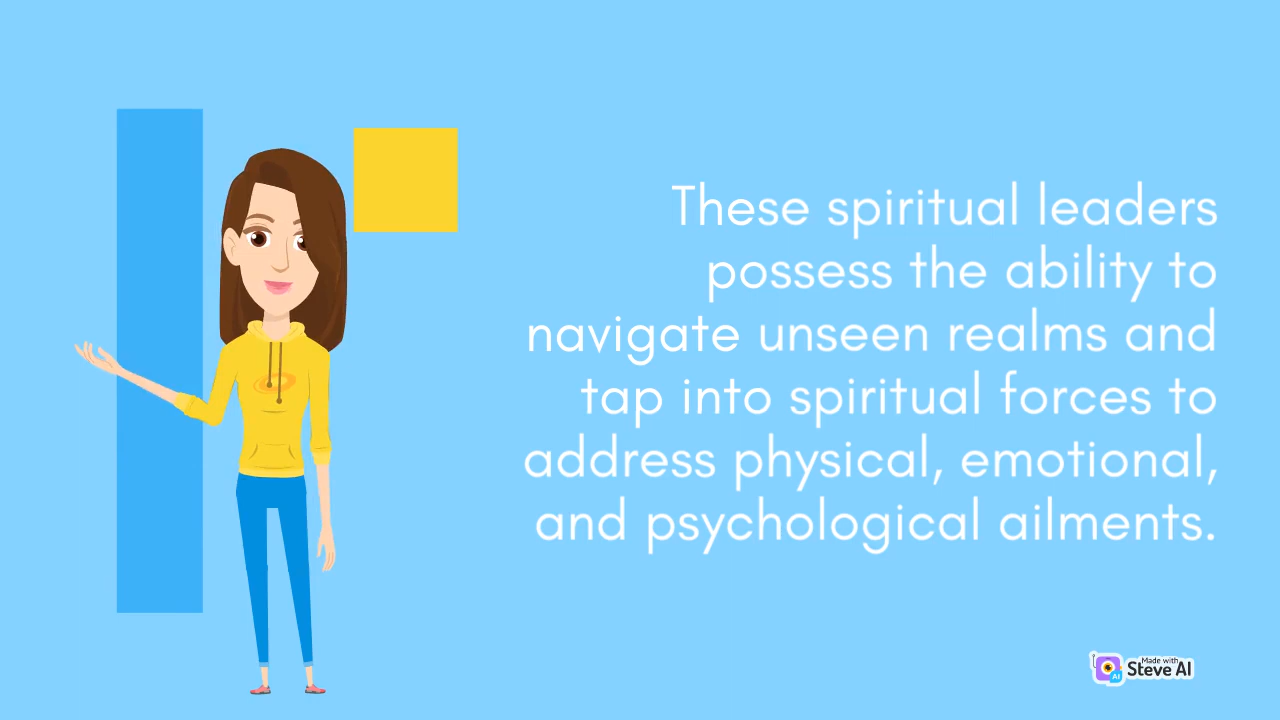 These spiritual leaders
possess the ability to
navigate unseen realms and
tap into spiritual forces to
address physical, emotional,
and psychological ailments.
Made with
Steve AI
AI